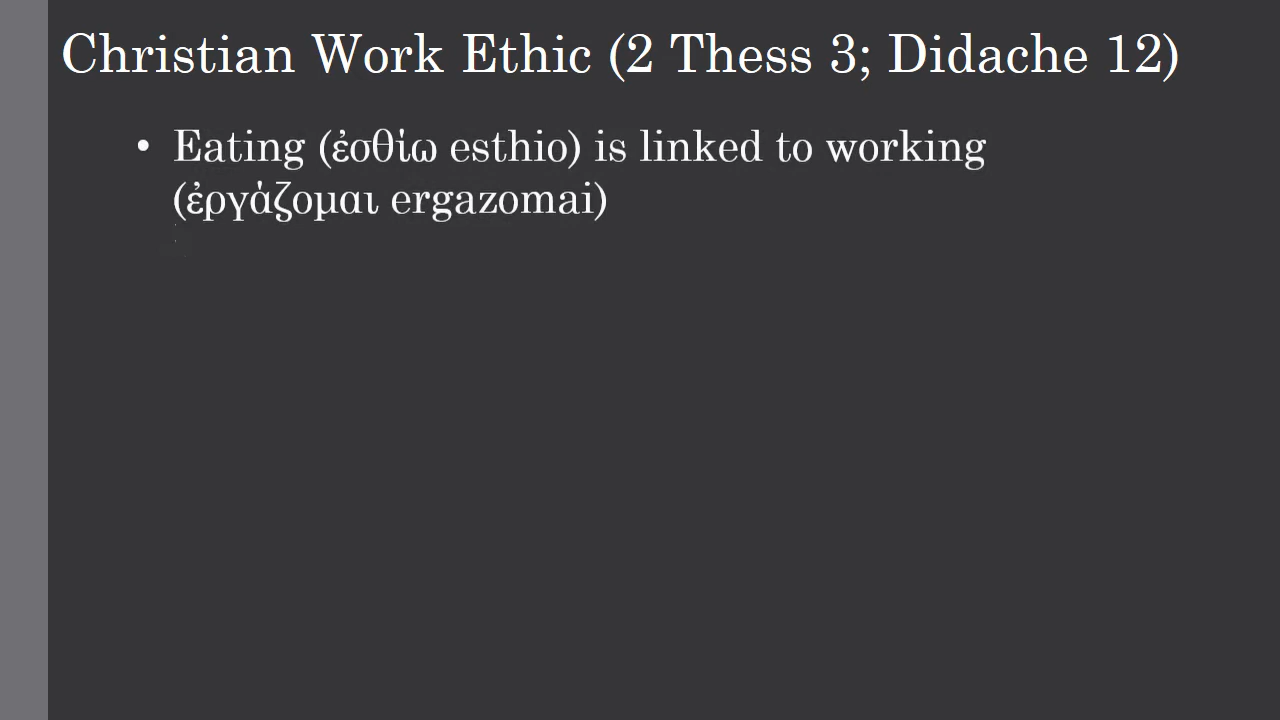 Christian Work Ethic (2 Thess 3; Didache 12)
• Eating (ἐσθίω esthio) is linked to working
(ἐργάζομαι ergazomai)